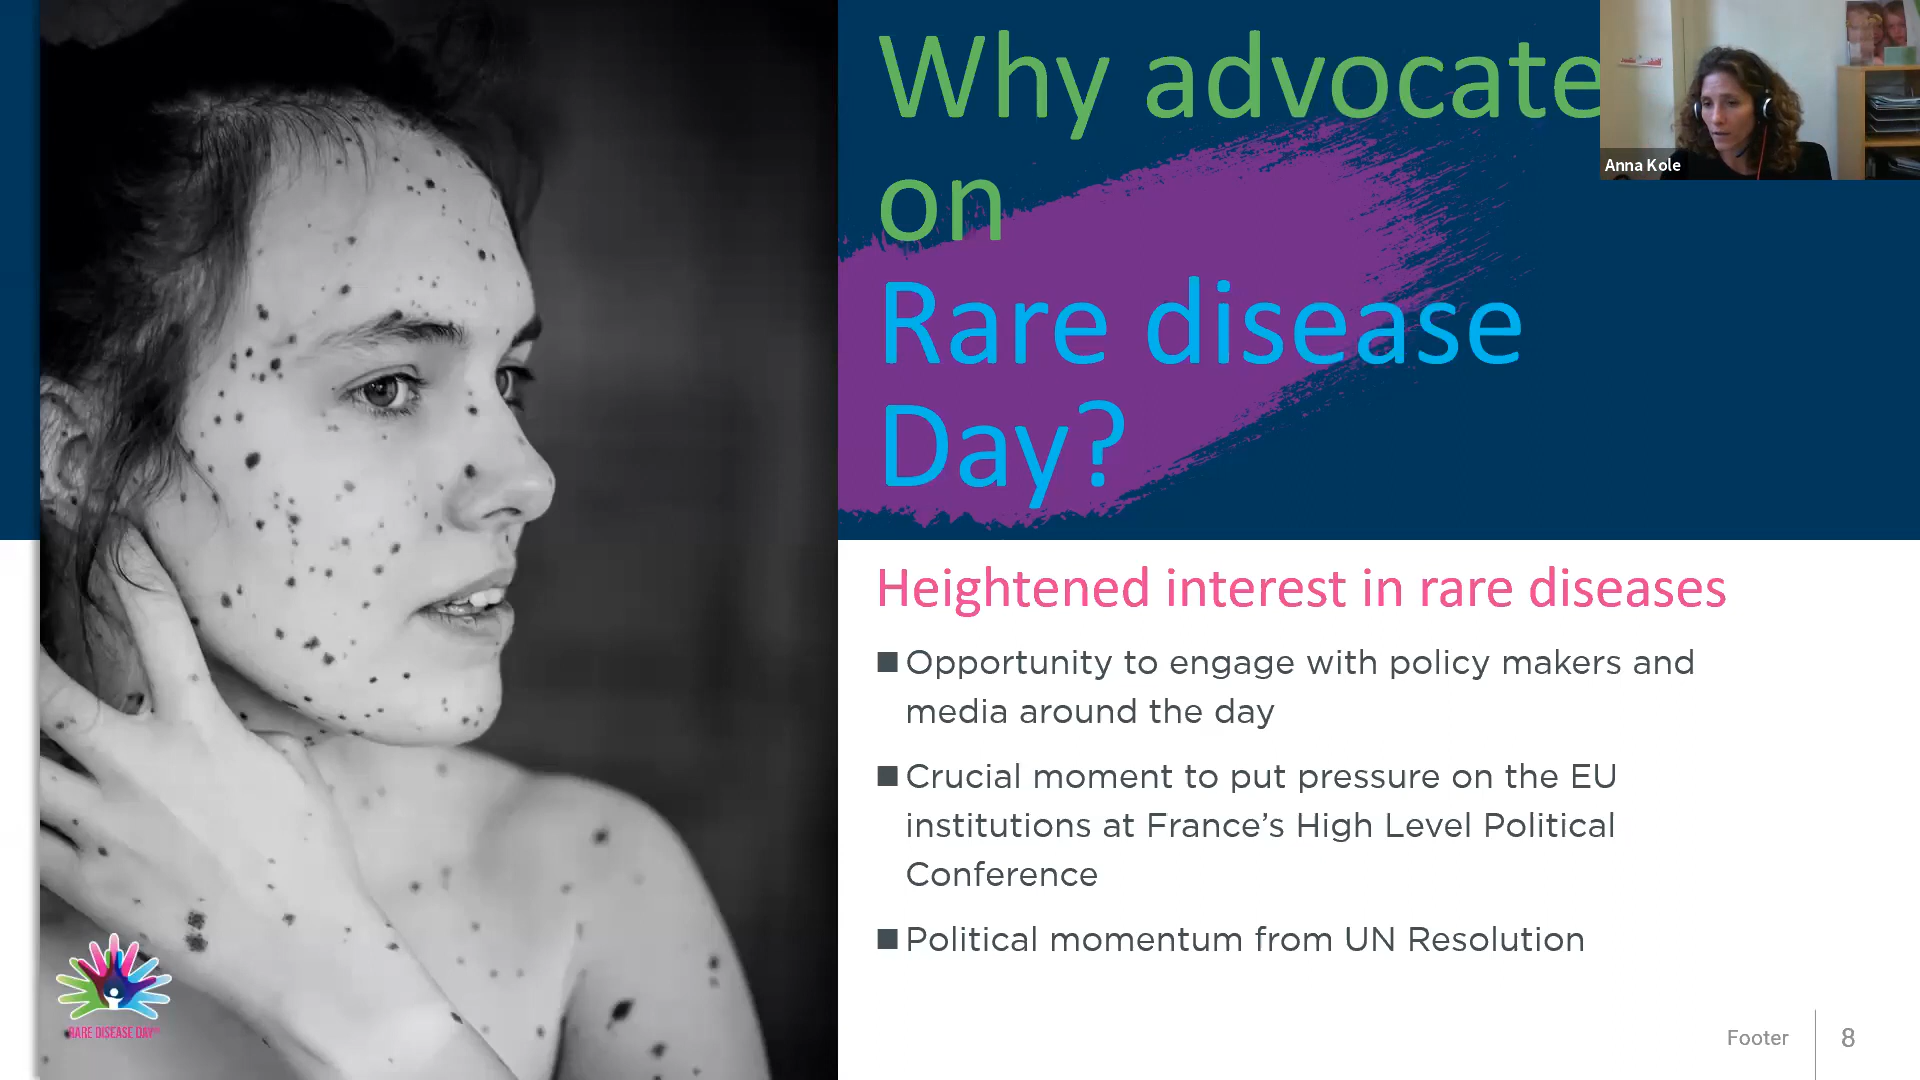 Why advocate
on
Rare disease
Day?
Anna Kole
Heightened interest in rare diseases
Opportunity to engage with policy makers and
media around the day
Crucial moment to put pressure on the EU
institutions at France’s High Level Political
Conference
Political momentum from UN Resolution
RARE DISEASE DAY
Footer
8